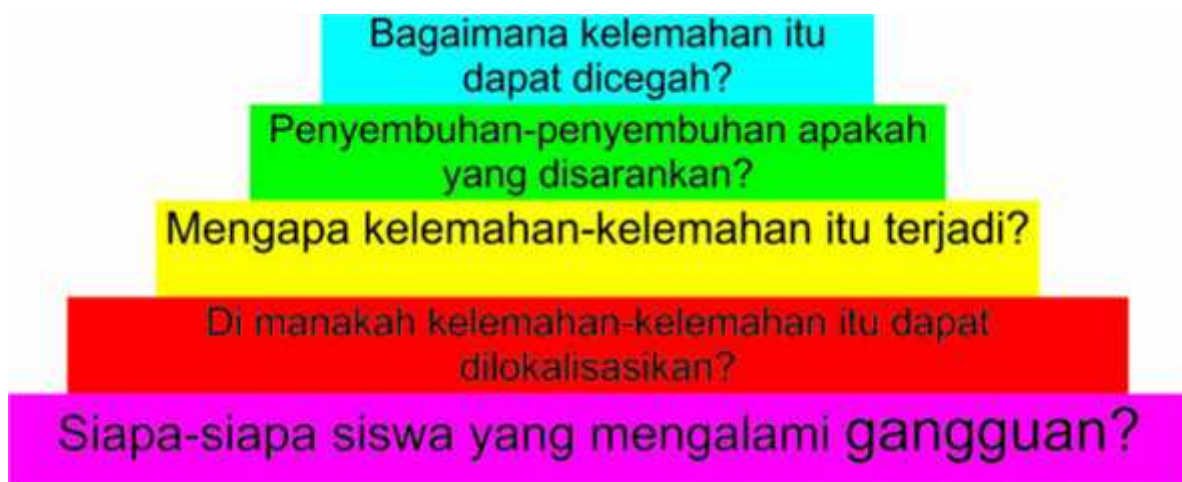 Bagaimana kelemahan itu
dapat dicegah?
Penyembuhan-penyembuhan apakah
yang disarankan?
Mengapa kelemahan-kelemahan itu terjadi?
Di manakah kelemahan-kelemahan itu dapat
dilokalisasikan?
Siapa-siapa siswa yang mengalami gangguan?